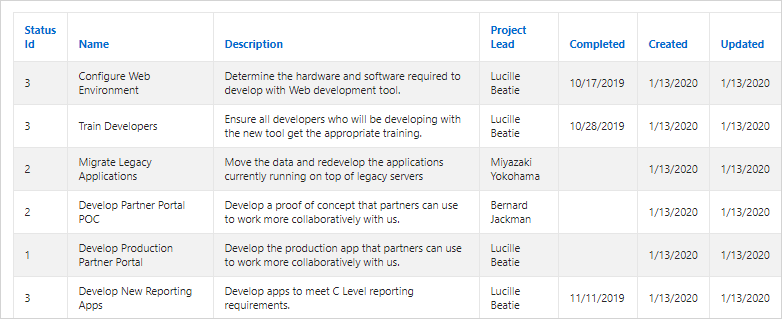 Status Id Name Description Project Lead Completed Created Updated
3 Configure Web Environment Determine the hardware and software required to develop with Web development tool. Lucille Beatie 10/17/2019 1/13/2020 1/13/2020
3 Train Developers Ensure all developers who will be developing with the new tool get the appropriate training. Lucille Beatie 10/28/2019 1/13/2020 1/13/2020
2 Migrate Legacy Applications Move the data and redevelop the applications currently running on top of legacy servers Miyazaki Yokohama 1/13/2020 1/13/2020
2 Develop Partner Portal POC Develop a proof of concept that partners can use to work more collaboratively with us. Bernard Jackman 1/13/2020 1/13/2020
1 Develop Production Partner Portal Develop the production app that partners can use to work more collaboratively with us. Lucille Beatie 1/13/2020 1/13/2020
3 Develop New Reporting Apps Develop apps to meet C Level reporting requirements. Lucille Beatie 11/11/2019 1/13/2020 1/13/2020